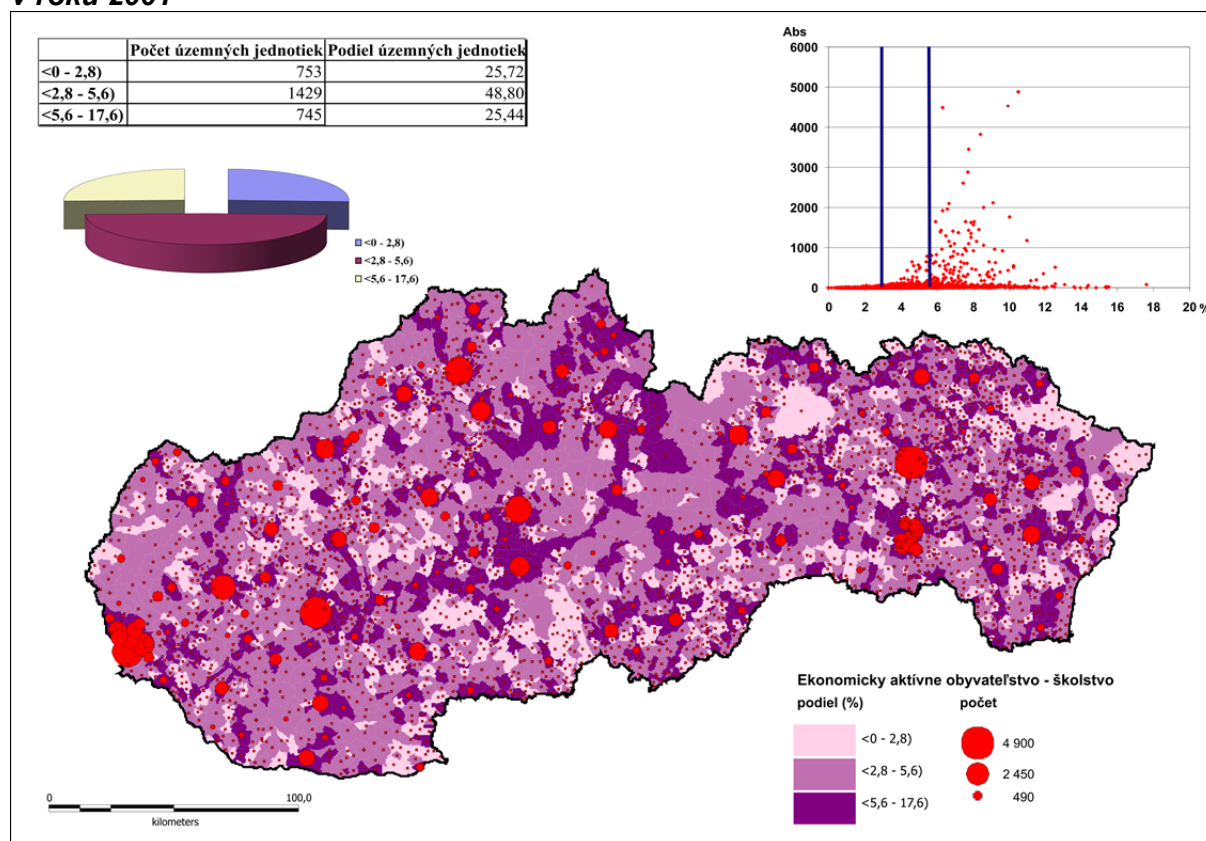 Počet územných jednotiek Podiel územných jednotiek
<0 - 2,8) 753 25,72
<2,8 - 5,6) 1429 48,80
<5,6 - 17,6) 745 25,44
<0 - 2,8)
<2,8 - 5,6)
<5,6 - 17,6)
Abs
6000
5000
4000
3000
2000
1000
0
0 2 4 6 8 10 12 14 16 18 20 %
Ekonomicky aktívne obyvateľstvo - školstvo
podiel (%) počet
<0 - 2,8) 4 900
<2,8 - 5,6) 2 450
<5,6 - 17,6) 490
0 100,0
kilometers